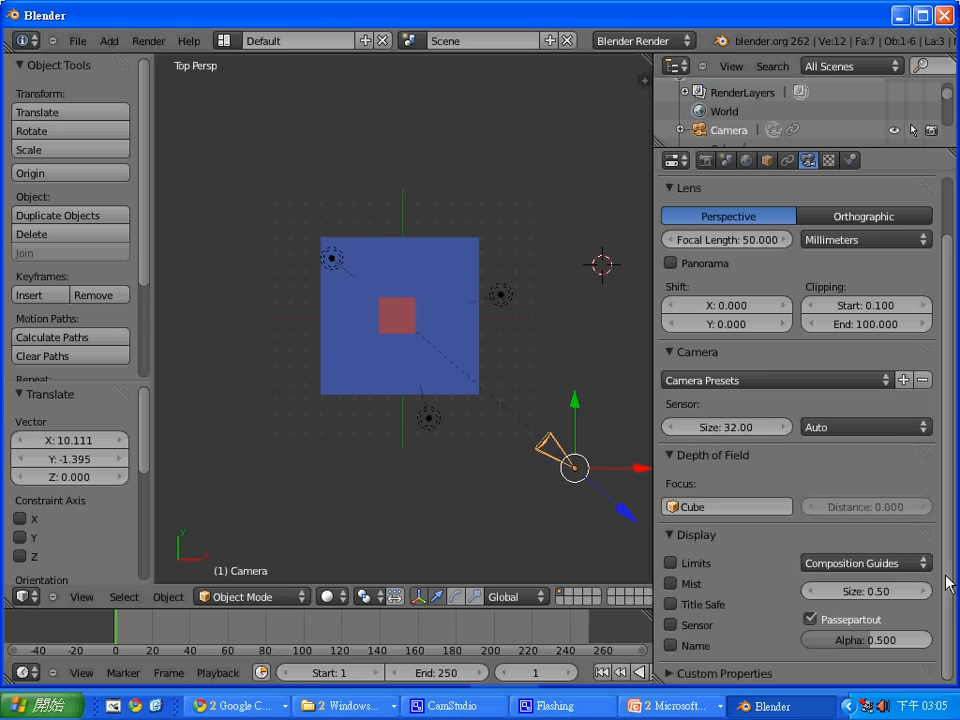 Blender
File Add Render Help Default Scene Blender Render blender.org 262 | Ve:12 | Fa:7 | Ob:1-6 | La:3 |
Object Tools
Transform:
Translate
Rotate
Scale
Origin
Object:
Duplicate Objects
Delete
Join
Keyframes:
Insert Remove
Motion Paths:
Calculate Paths
Clear Paths
Repeat:
Translate
Vector
X: 10.111
Y: -1.395
Z: 0.000
Constraint Axis
X
Y
Z
Orientation
Top Persp
Y
X
(1) Camera
View Select Object Object Mode Global
-40 -20 0 20 40 60 80 100 120 140 160 180 200 220 240 260
View Marker Frame Playback Start: 1 End: 250 1
View Search All Scenes
RenderLayers
World
Camera
Lens
Perspective Orthographic
Focal Length: 50.000 Millimeters
Panorama
Shift: Clipping:
X: 0.000 Start: 0.100
Y: 0.000 End: 100.000
Camera
Camera Presets
Sensor:
Size: 32.00 Auto
Depth of Field
Focus:
Cube Distance: 0.000
Display
Limits Composition Guides
Mist Size: 0.50
Title Safe Passepartout
Sensor Alpha: 0.500
Name
Custom Properties
開始 2 Google C... 2 Windows... CamStudio Flashing 2 Microsoft... Blender 下午 03:05